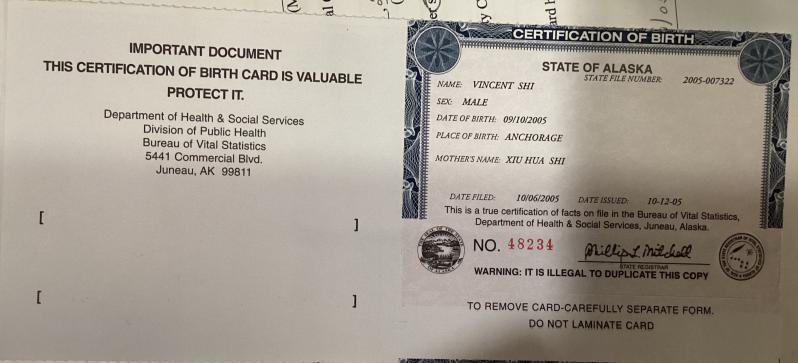 IMPORTANT DOCUMENT
THIS CERTIFICATION OF BIRTH CARD IS VALUABLE
PROTECT IT.
Department of Health & Social Services
Division of Public Health
Bureau of Vital Statistics
5441 Commercial Blvd.
Juneau, AK 99811
[ ]
[ ]
CERTIFICATION OF BIRTH
STATE OF ALASKA
STATE FILE NUMBER: 2005-007322
NAME: VINCENT SHI
SEX: MALE
DATE OF BIRTH: 09/10/2005
PLACE OF BIRTH: ANCHORAGE
MOTHER'S NAME: XIU HUA SHI
DATE FILED: 10/06/2005 DATE ISSUED: 10-12-05
This is a true certification of facts on file in the Bureau of Vital Statistics,
Department of Health & Social Services, Juneau, Alaska.
NO. 48234
Phillip L Mitchell
STATE REGISTRAR
WARNING: IT IS ILLEGAL TO DUPLICATE THIS COPY
TO REMOVE CARD-CAREFULLY SEPARATE FORM.
DO NOT LAMINATE CARD